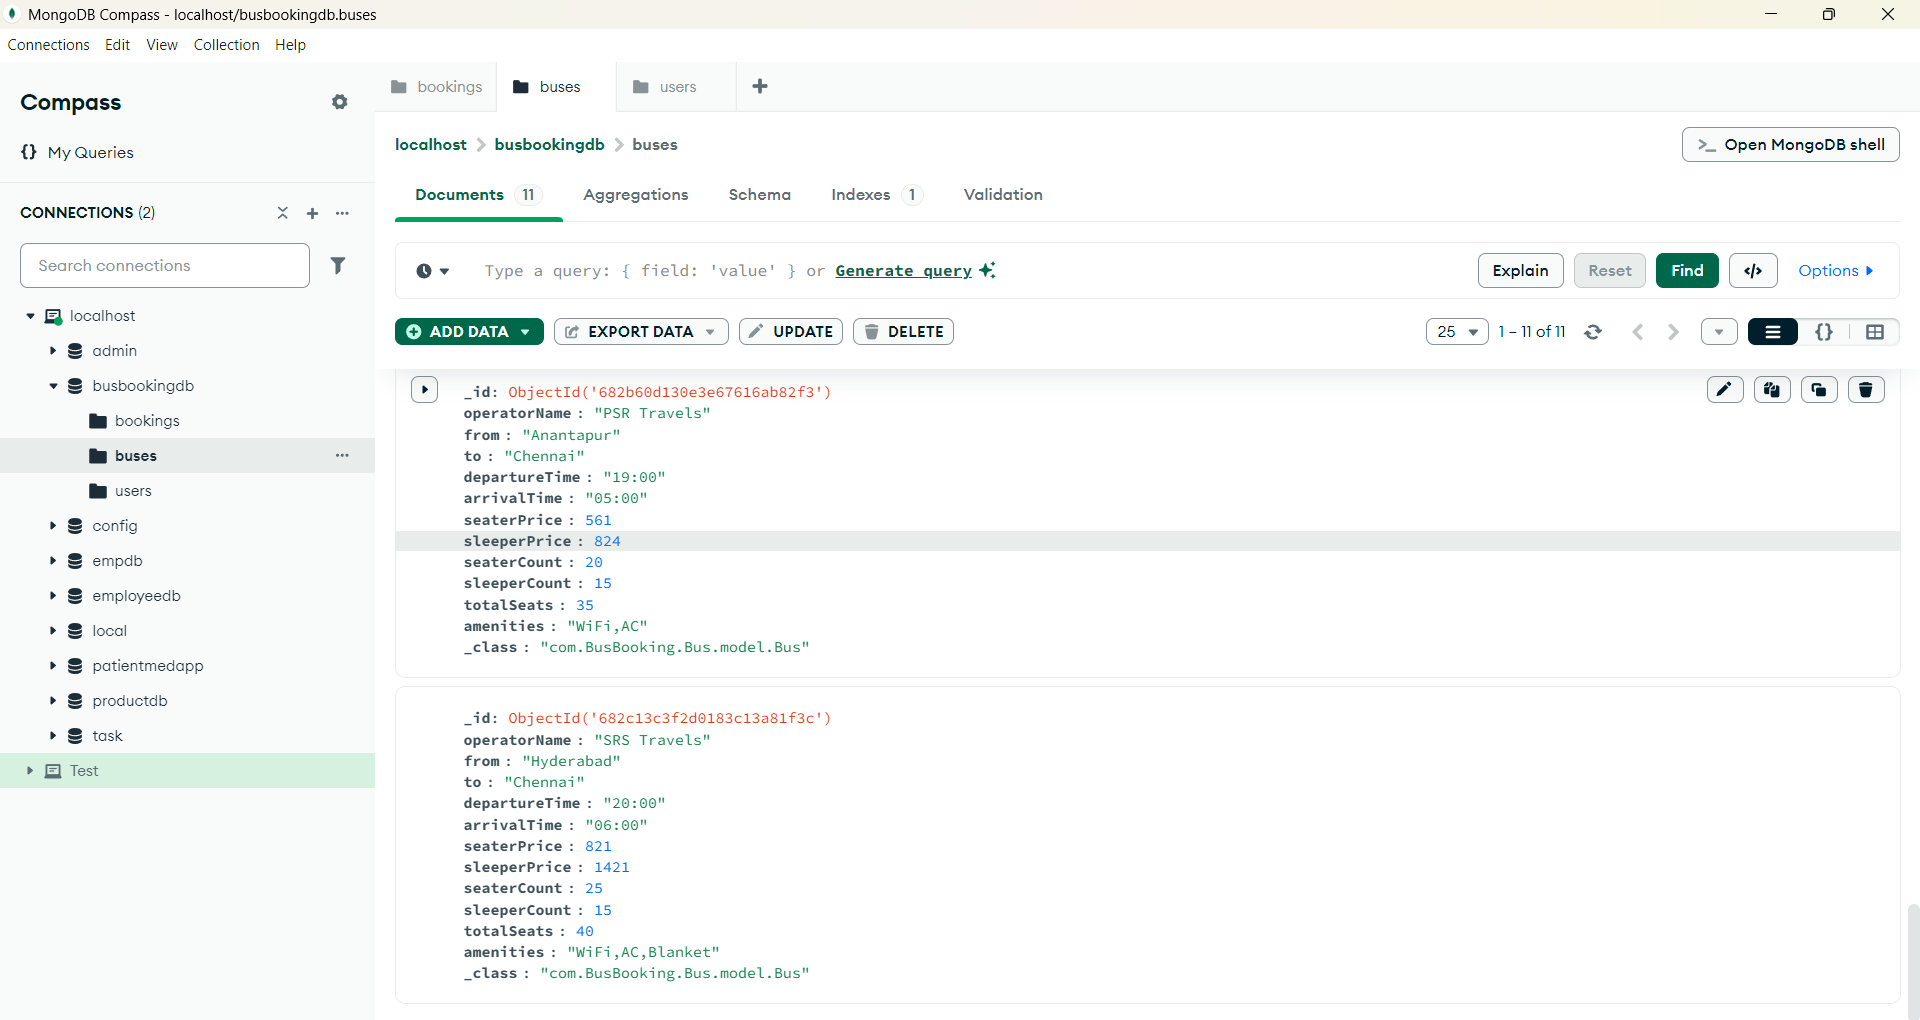 MongoDB Compass - localhost/busbookingdb.buses
Connections Edit View Collection Help
Compass
{} My Queries
CONNECTIONS (2)
Search connections
localhost
admin
busbookingdb
bookings
buses
users
config
empdb
employeedb
local
patientmedapp
productdb
task
Test
bookings buses users
localhost > busbookingdb > buses
>_ Open MongoDB shell
Documents 11 Aggregations Schema Indexes 1 Validation
Type a query: { field: 'value' } or Generate query
Explain Reset Find </> Options
ADD DATA EXPORT DATA UPDATE DELETE
25 1 – 11 of 11 {}
_id: ObjectId('682b60d130e3e67616ab82f3')
operatorName : "PSR Travels"
from : "Anantapur"
to : "Chennai"
departureTime : "19:00"
arrivalTime : "05:00"
seaterPrice : 561
sleeperPrice : 824
seaterCount : 20
sleeperCount : 15
totalSeats : 35
amenities : "WiFi,AC"
_class : "com.BusBooking.Bus.model.Bus"
_id: ObjectId('682c13c3f2d0183c13a81f3c')
operatorName : "SRS Travels"
from : "Hyderabad"
to : "Chennai"
departureTime : "20:00"
arrivalTime : "06:00"
seaterPrice : 821
sleeperPrice : 1421
seaterCount : 25
sleeperCount : 15
totalSeats : 40
amenities : "WiFi,AC,Blanket"
_class : "com.BusBooking.Bus.model.Bus"